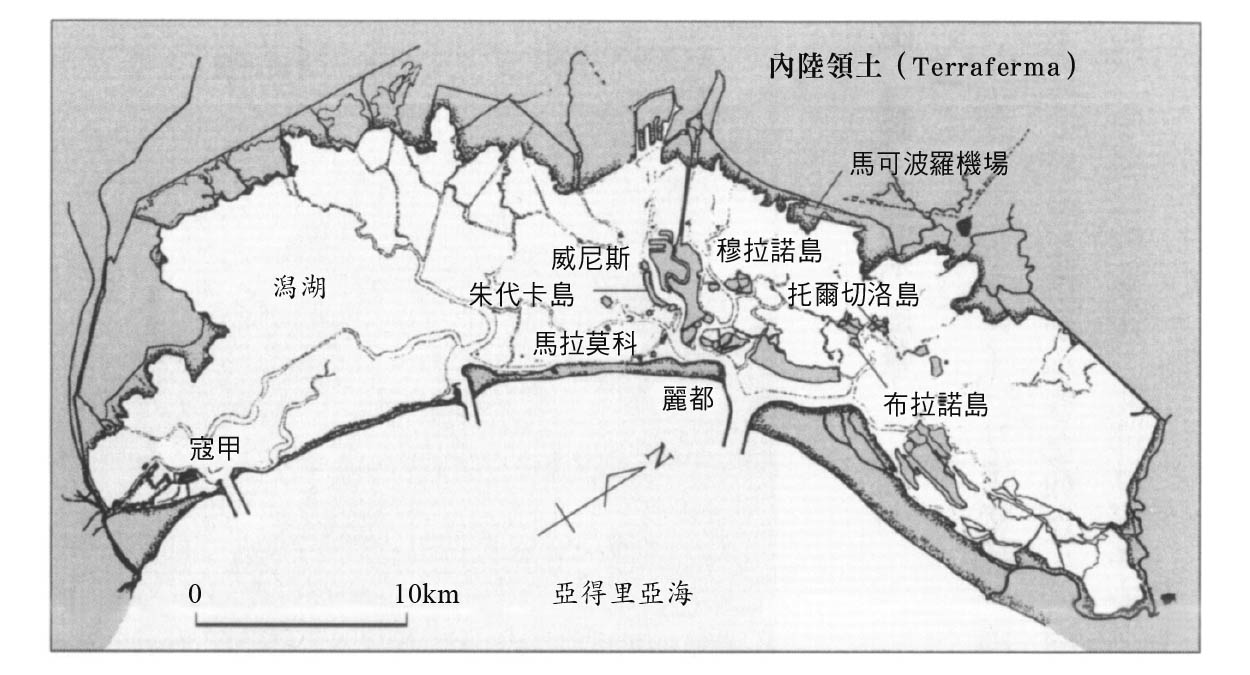 內陸領土（Terraferma）
馬可波羅機場
威尼斯
穆拉諾島
潟湖
朱代卡島
托爾切洛島
馬拉莫科
麗都
布拉諾島
寇甲
N
0
10km
亞得里亞海